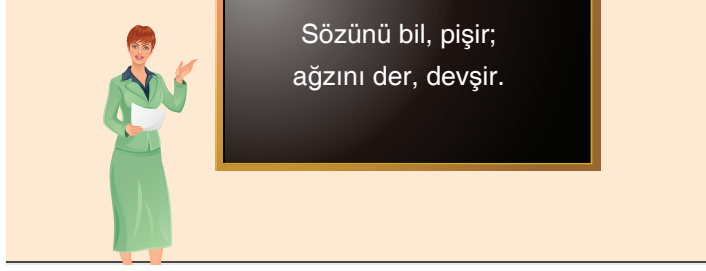 Sözünü bil, pişir;
ağzını der, devşir.